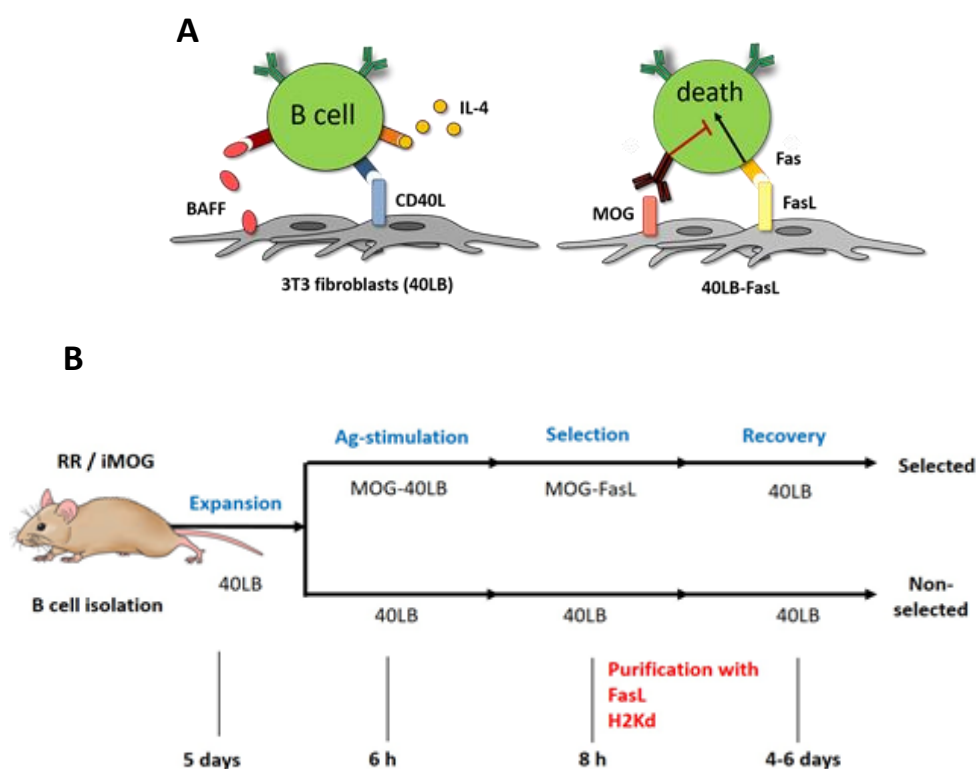 A
B cell
IL-4
BAFF
CD40L
3T3 fibroblasts (40LB)
death
Fas
MOG
FasL
40LB-FasL
B
RR / iMOG
B cell isolation
Expansion
40LB
Ag-stimulation
Selection
Recovery
MOG-40LB
MOG-FasL
40LB
Selected
40LB
40LB
40LB
Non-
selected
Purification with
FasL
H2Kd
5 days
6 h
8 h
4-6 days